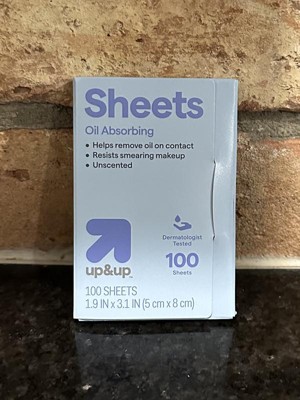 Sheets
Oil Absorbing
• Helps remove oil on contact
• Resists smearing makeup
• Unscented
Dermatologist
Tested
100
Sheets
up&up™
100 SHEETS
1.9 IN x 3.1 IN (5 cm x 8 cm)